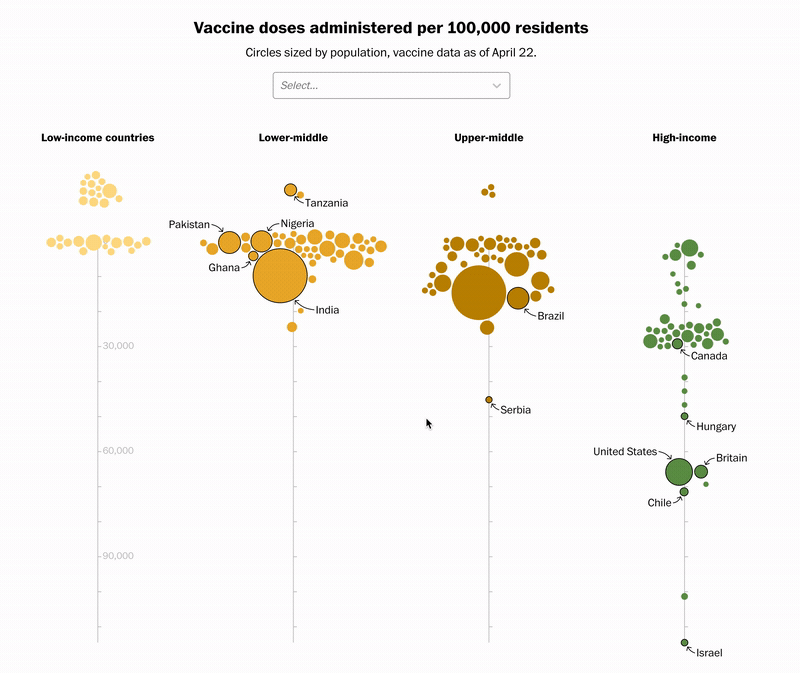 Vaccine doses administered per 100,000 residents
Circles sized by population, vaccine data as of April 22.
Select...
Low-income countries
Lower-middle
Upper-middle
High-income
Tanzania
Pakistan
Nigeria
Ghana
India
Brazil
30,000
Canada
Serbia
Hungary
60,000
United States
Britain
Chile
90,000
Israel